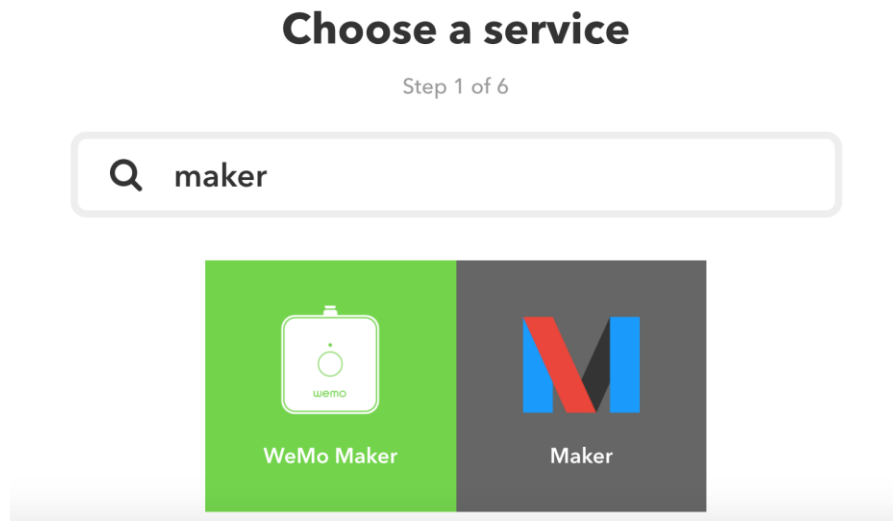 Choose a service
Step 1 of 6
maker
wemo
WeMo Maker
Maker